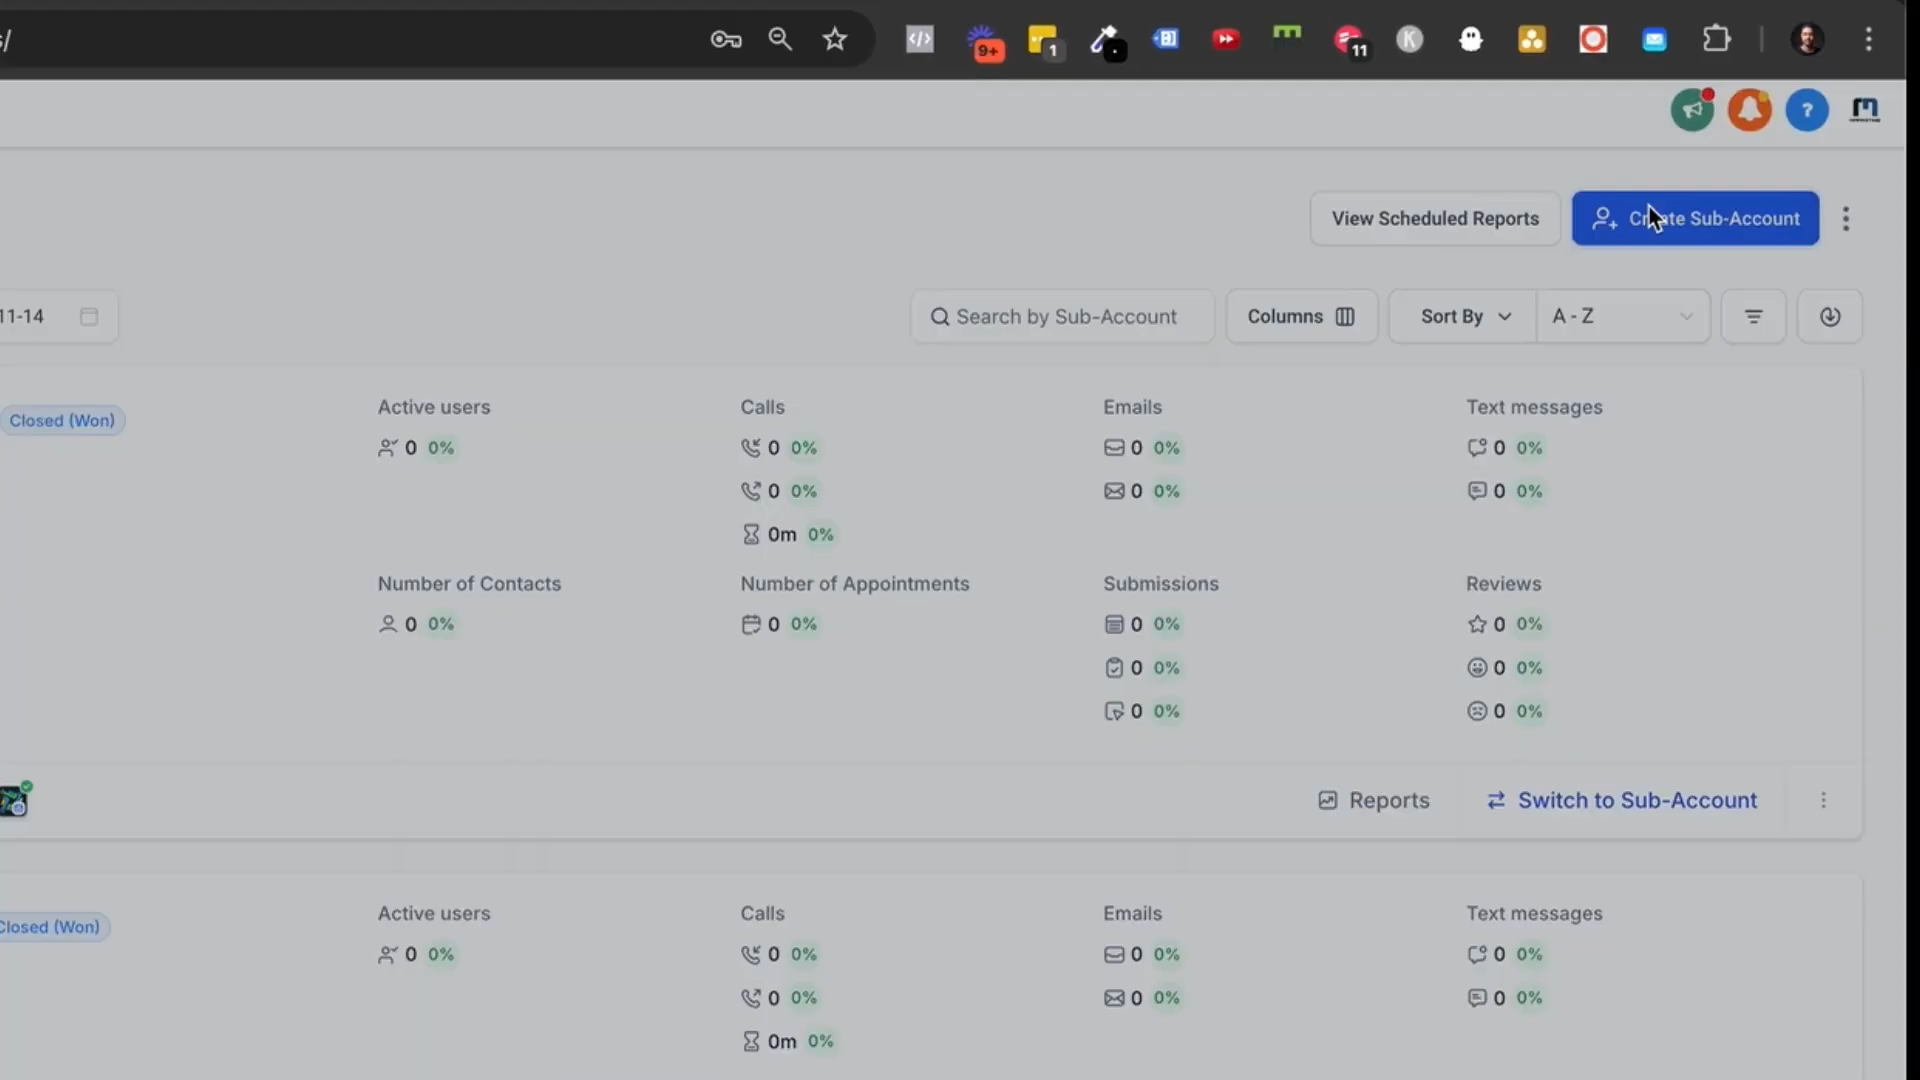 /
9+
1
11
K
?
View Scheduled Reports
Create Sub-Account
11-14
Search by Sub-Account
Columns
Sort By
A - Z
Closed (Won)
Active users
0 0%
Calls
0 0%
0 0%
0m 0%
Emails
0 0%
0 0%
Text messages
0 0%
0 0%
Number of Contacts
0 0%
Number of Appointments
0 0%
Submissions
0 0%
0 0%
0 0%
Reviews
0 0%
0 0%
0 0%
Reports
Switch to Sub-Account
Closed (Won)
Active users
0 0%
Calls
0 0%
0 0%
0m 0%
Emails
0 0%
0 0%
Text messages
0 0%
0 0%